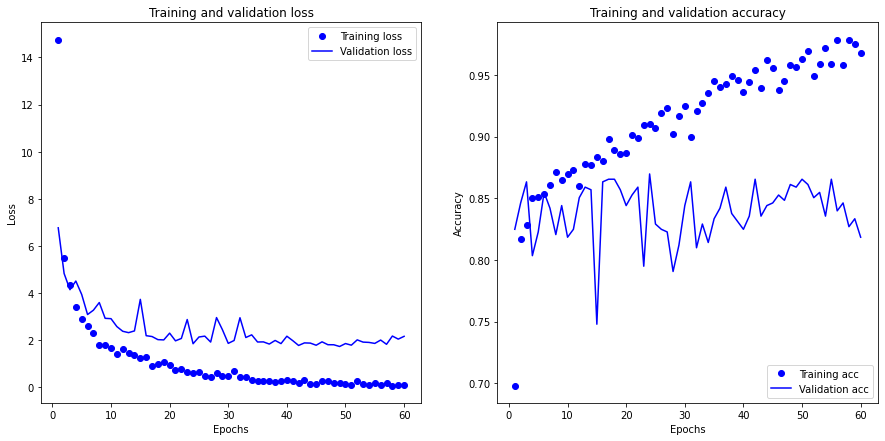 Training and validation loss
Training loss
Validation loss
14
12
10
8
6
4
2
0
Loss
0
10
20
30
40
50
60
Epochs
Training and validation accuracy
0.95
0.90
0.85
0.80
0.75
0.70
Accuracy
Training acc
Validation acc
0
10
20
30
40
50
60
Epochs